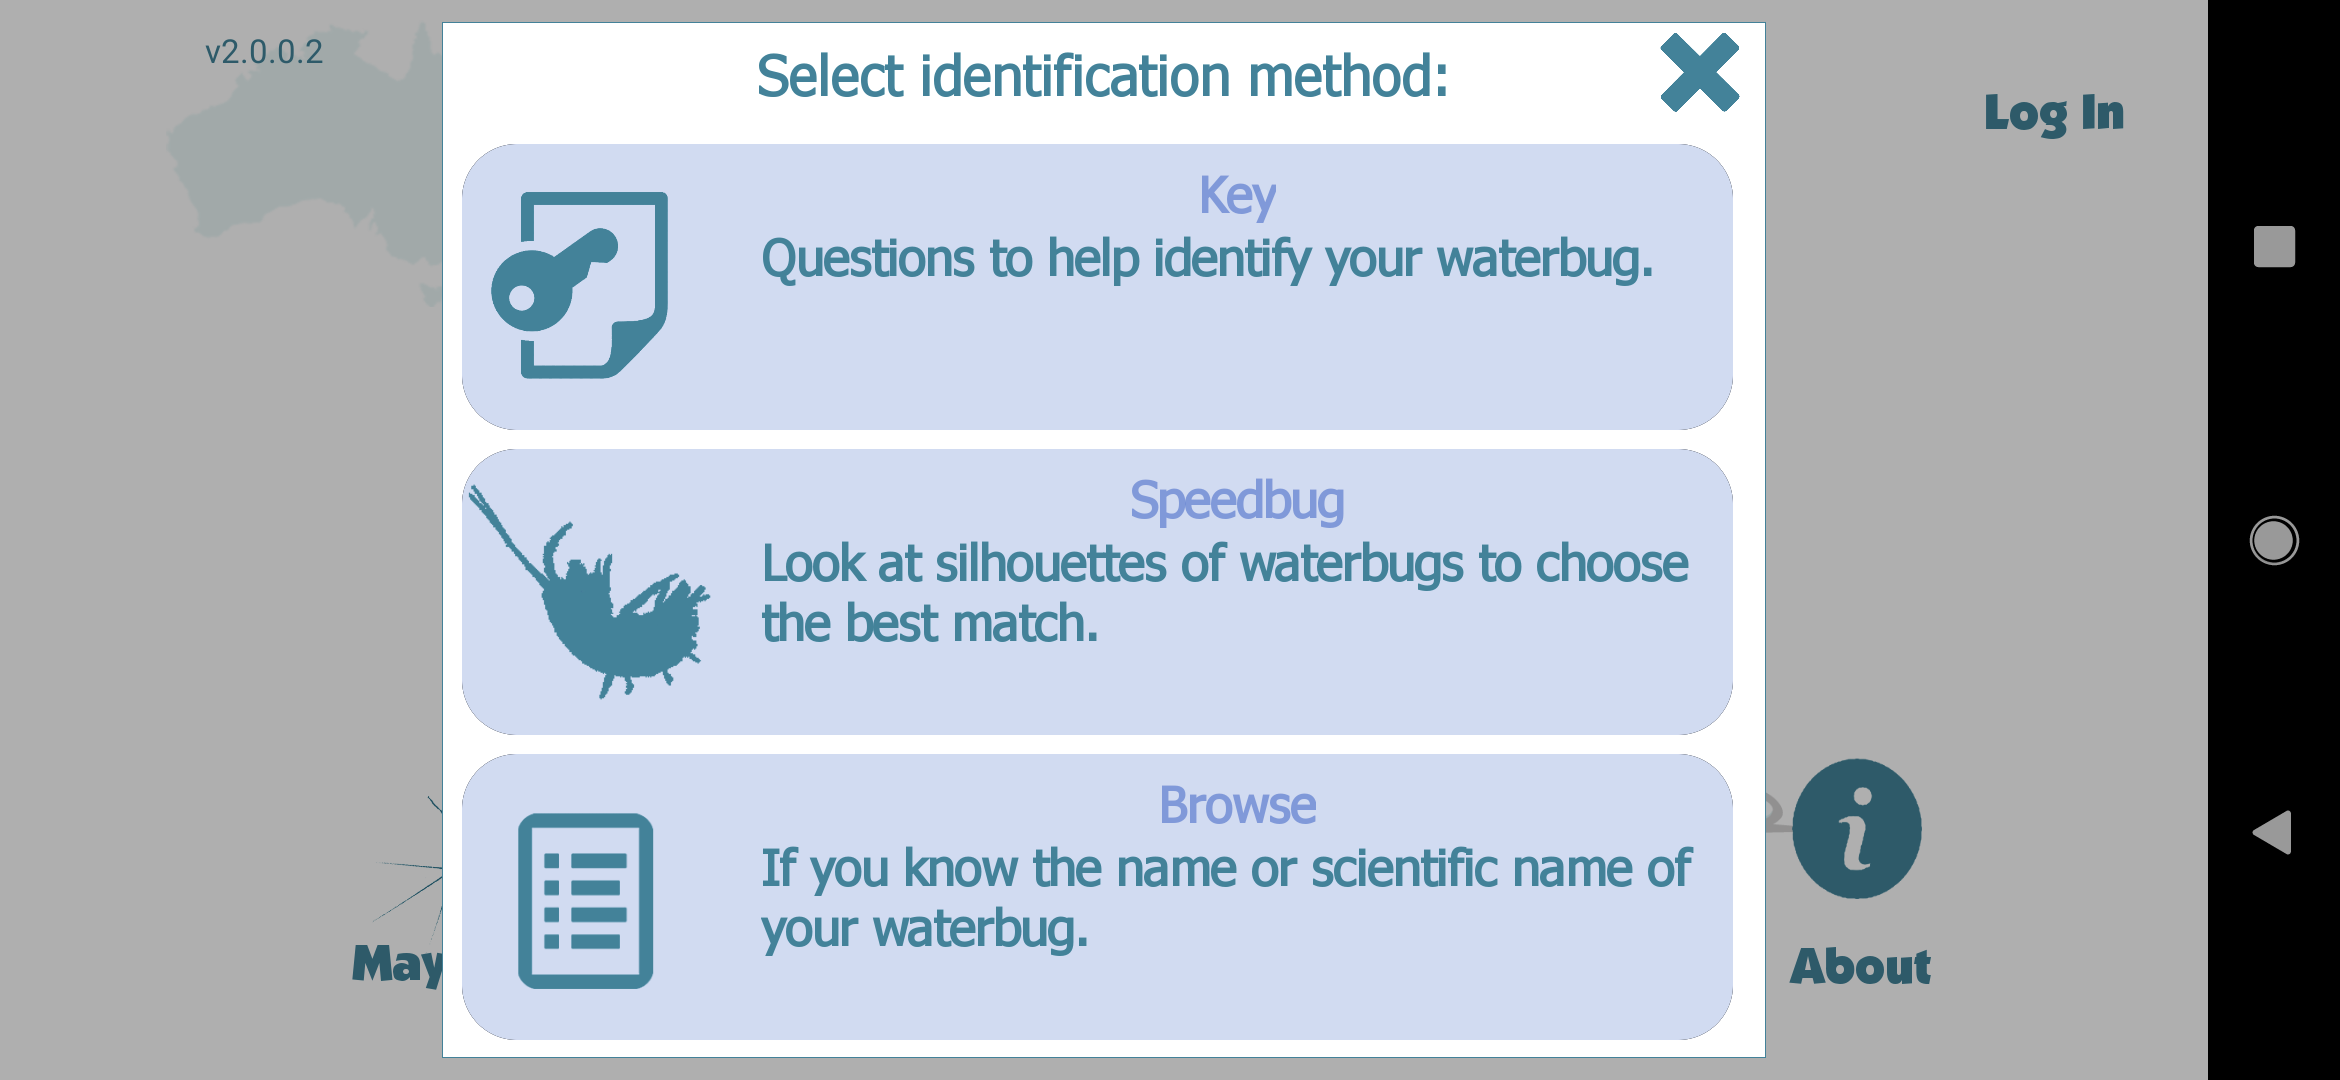 v2.0.0.2
Select identification method:
Log In
Key
Questions to help identify your waterbug.
Speedbug
Look at silhouettes of waterbugs to choose
the best match.
Browse
If you know the name or scientific name of
your waterbug.
May
About